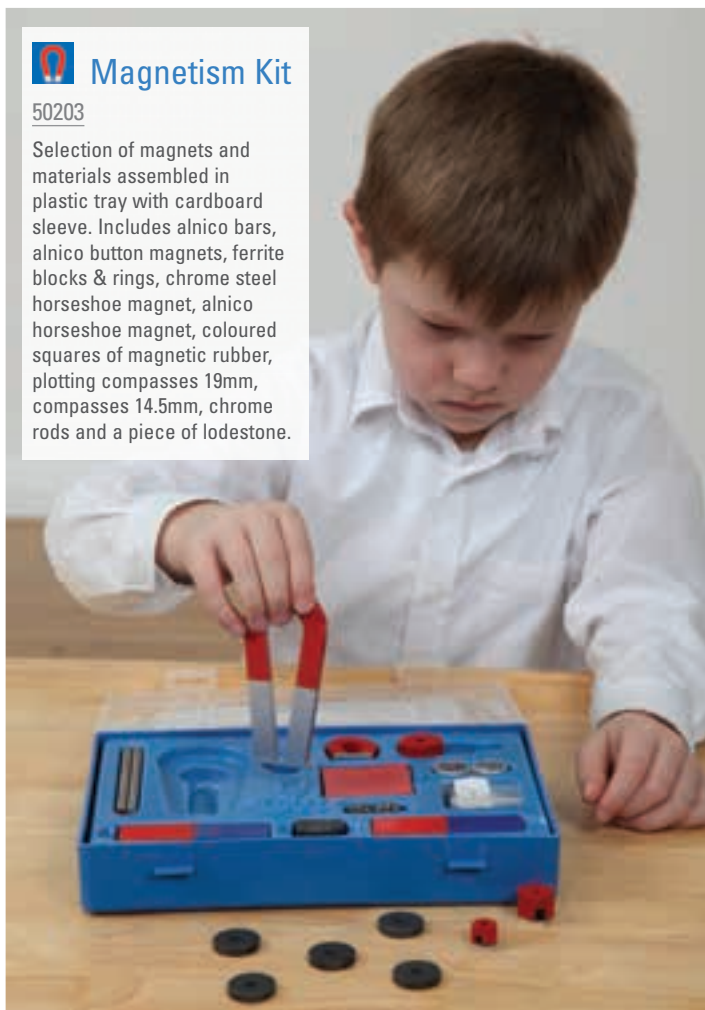 Magnetism Kit
50203
Selection of magnets and
materials assembled in
plastic tray with cardboard
sleeve. Includes alnico bars,
alnico button magnets, ferrite
blocks & rings, chrome steel
horseshoe magnet, alnico
horseshoe magnet, coloured
squares of magnetic rubber,
plotting compasses 19mm,
compasses 14.5mm, chrome
rods and a piece of lodestone.